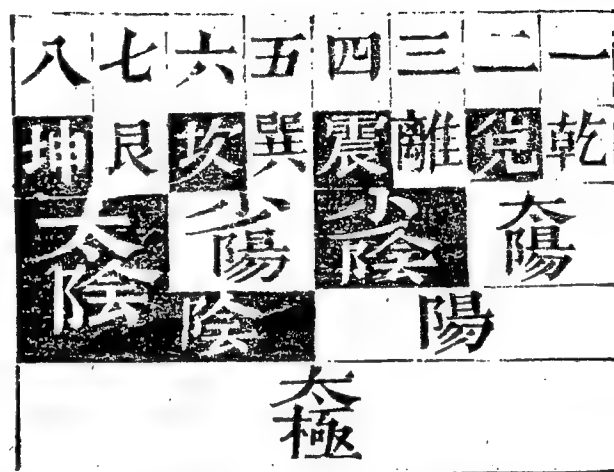 一 二 三 四 五 六 七 八
乾 兌 離 震 巽 坎 艮 坤
太陽 少陰 少陽 太陰
陽 陰
太極